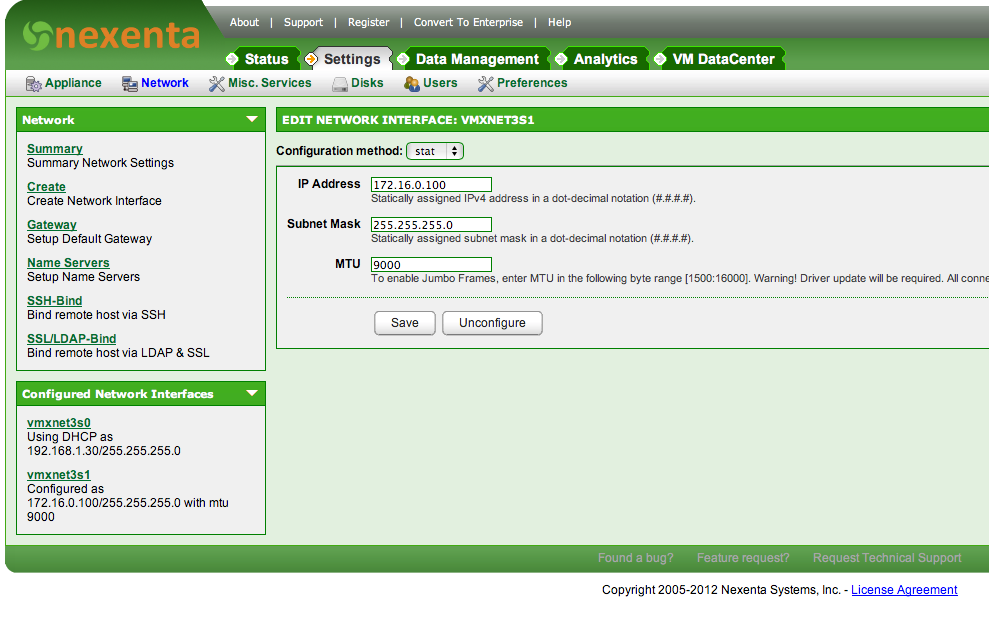 nexenta
About | Support | Register | Convert To Enterprise | Help
Status Settings Data Management Analytics VM DataCenter
Appliance Network Misc. Services Disks Users Preferences
Network
Summary
Summary Network Settings
Create
Create Network Interface
Gateway
Setup Default Gateway
Name Servers
Setup Name Servers
SSH-Bind
Bind remote host via SSH
SSL/LDAP-Bind
Bind remote host via LDAP & SSL
Configured Network Interfaces
vmxnet3s0
Using DHCP as
192.168.1.30/255.255.255.0
vmxnet3s1
Configured as
172.16.0.100/255.255.255.0 with mtu
9000
EDIT NETWORK INTERFACE: VMXNET3S1
Configuration method: stat
IP Address 172.16.0.100
Statically assigned IPv4 address in a dot-decimal notation (#.#.#.#).
Subnet Mask 255.255.255.0
Statically assigned subnet mask in a dot-decimal notation (#.#.#.#).
MTU 9000
To enable Jumbo Frames, enter MTU in the following byte range [1500:16000]. Warning! Driver update will be required. All conne
Save Unconfigure
Found a bug? Feature request? Request Technical Support
Copyright 2005-2012 Nexenta Systems, Inc. - License Agreement